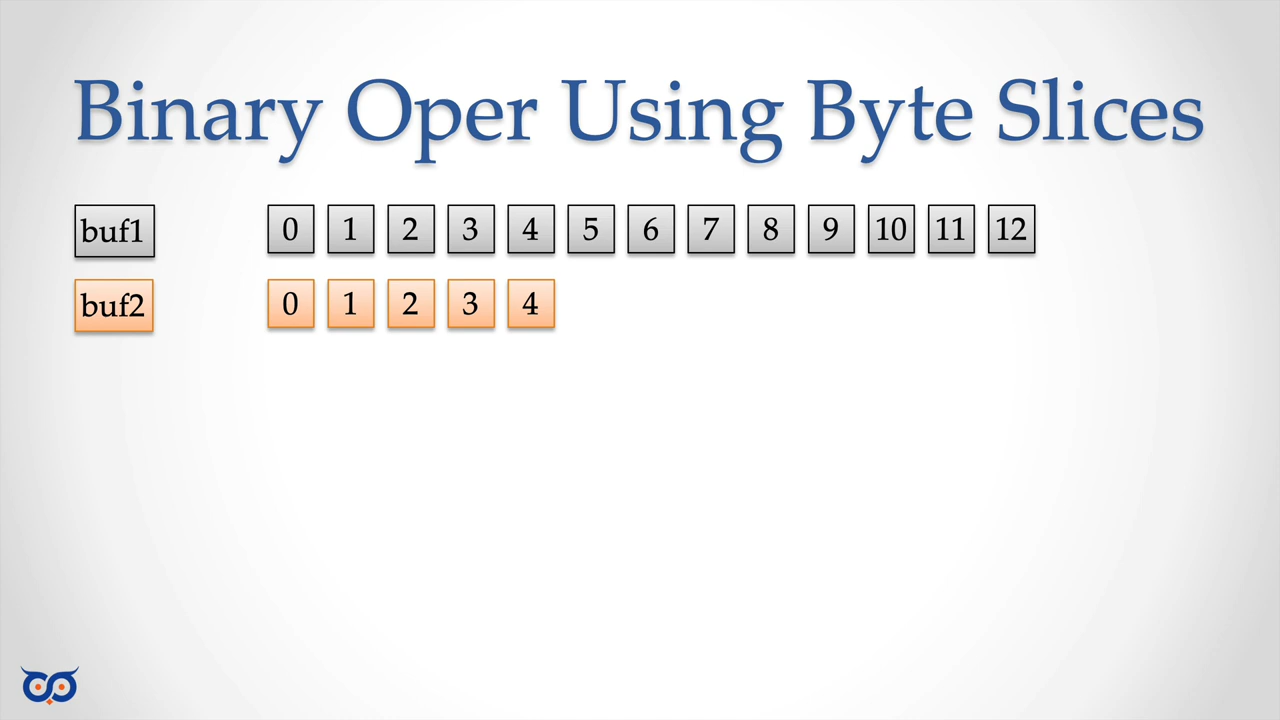 Binary Oper Using Byte Slices
buf1 0 1 2 3 4 5 6 7 8 9 10 11 12
buf2 0 1 2 3 4